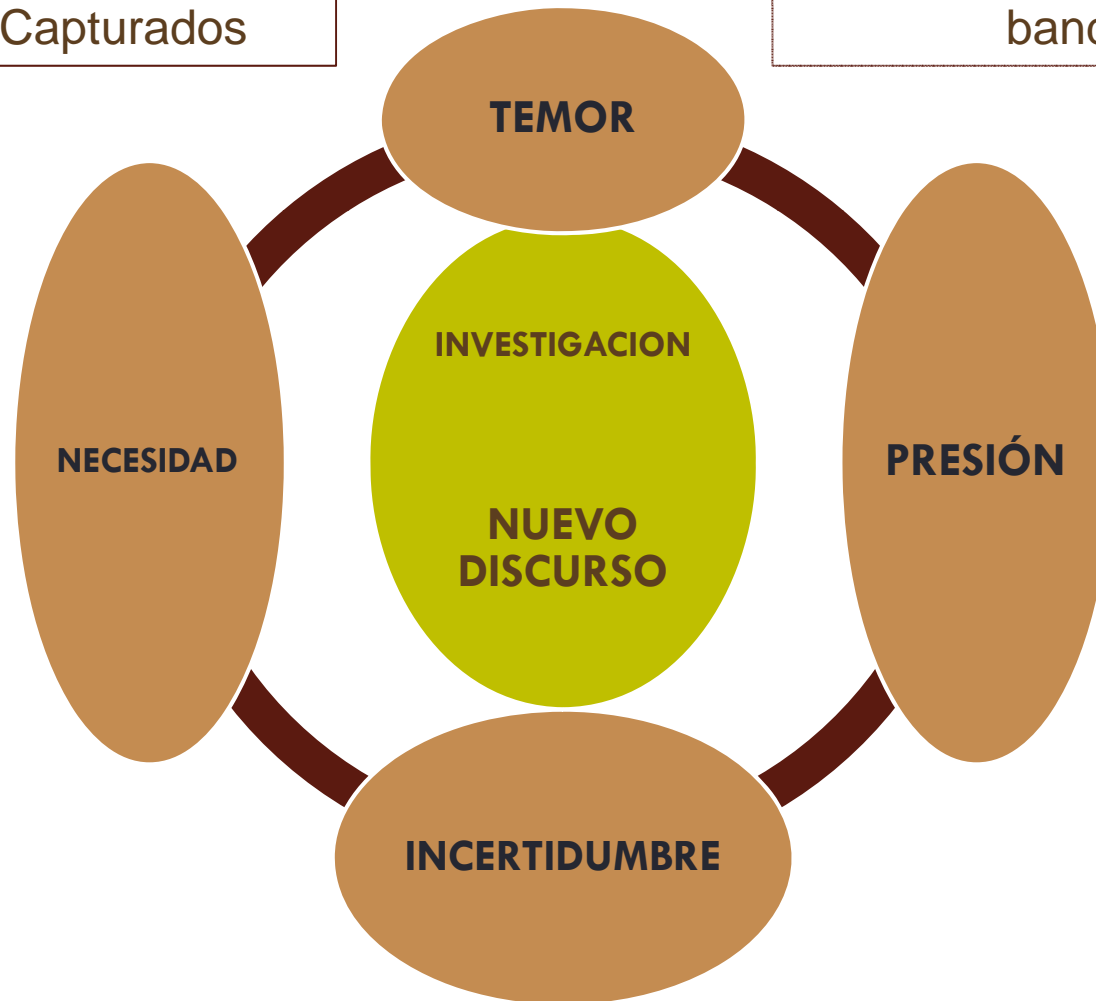 Capturados
TEMOR
INVESTIGACION
NECESIDAD
PRESIÓN
NUEVO
DISCURSO
INCERTIDUMBRE